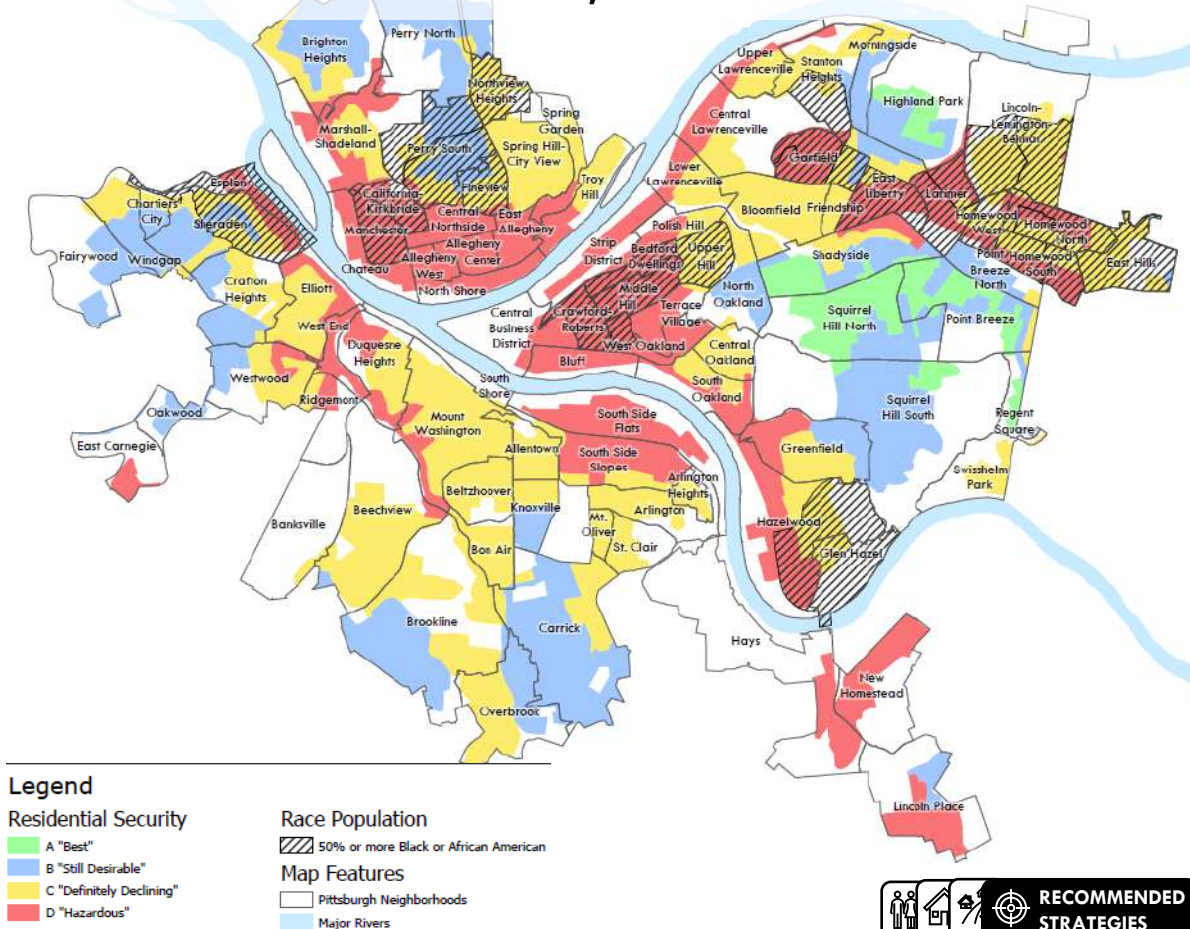 Brighton
Heights
Perry North
Northview
Heights
Spring
Garden
Marshall-
Shadeland
Perry South
Spring Hill-
City View
Fineview
Troy
Hill
California-
Kirkbride
Central
Northside
East
Allegheny
Manchester
Allegheny
Center
Allegheny
West
Chateau
North Shore
Esplen
Chartiers
City
Sheraden
Fairywood
Windgap
Crafton
Heights
Elliott
West End
Duquesne
Heights
Westwood
Ridgemont
Oakwood
East Carnegie
Upper
Lawrenceville
Stanton
Heights
Morningside
Highland Park
Lincoln-
Lemington-
Belmar
Central
Lawrenceville
Garfield
Lower
Lawrenceville
East
Liberty
Larimer
Bloomfield
Friendship
Homewood
West
Homewood
North
Homewood
South
East Hills
Polish Hill
Strip
District
Bedford
Dwellings
Upper
Hill
Shadyside
Point
Breeze
North
Middle
Hill
North
Oakland
Terrace
Village
Crawford-
Roberts
Central
Business
District
West Oakland
Squirrel
Hill North
Point Breeze
Bluff
Central
Oakland
South
Shore
South
Oakland
Squirrel
Hill South
Regent
Square
Mount
Washington
South Side
Flats
Allentown
South Side
Slopes
Greenfield
Swisshelm
Park
Arlington
Heights
Beltzhoover
Knoxville
Arlington
Banksville
Beechview
Mt.
Oliver
Hazelwood
Bon Air
St. Clair
Glen Hazel
Brookline
Carrick
Hays
Overbrook
New
Homestead
Lincoln Place
Legend
Residential Security
A "Best"
B "Still Desirable"
C "Definitely Declining"
D "Hazardous"
Race Population
50% or more Black or African American
Map Features
Pittsburgh Neighborhoods
Major Rivers
RECOMMENDED
STRATEGIES